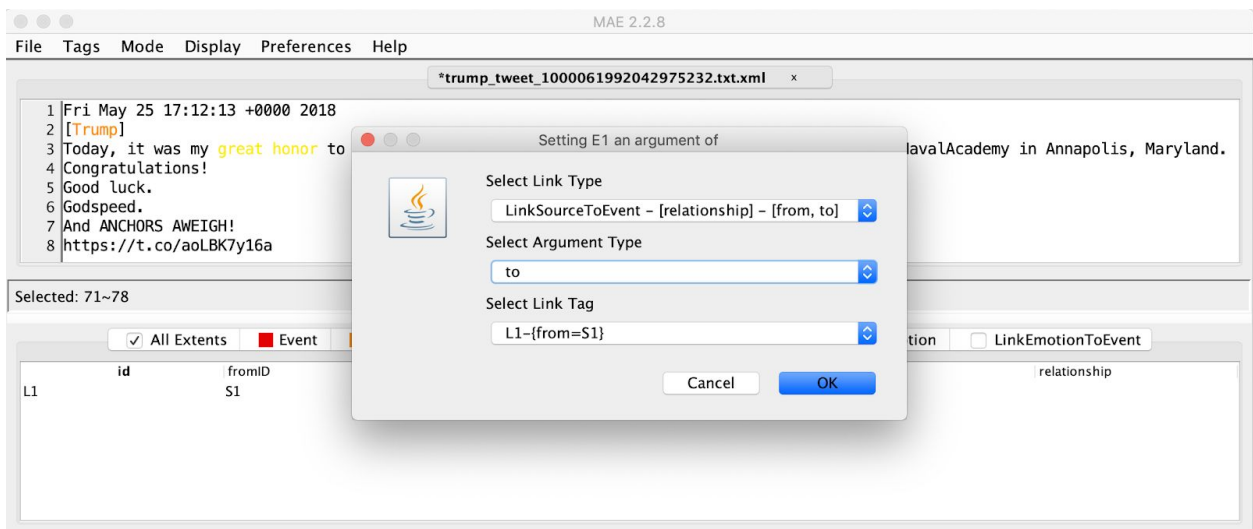 MAE 2.2.8
File Tags Mode Display Preferences Help
*trump_tweet_1000061992042975232.txt.xml x
1 Fri May 25 17:12:13 +0000 2018
2 [Trump]
3 Today, it was my great honor to
Academy in Annapolis, Maryland.
4 Congratulations!
5 Good luck.
6 Godspeed.
7 And ANCHORS AWEIGH!
8 https://t.co/aoLBK7y16a
Setting E1 an argument of
Select Link Type
LinkSourceToEvent - [relationship] - [from, to]
Select Argument Type
to
Select Link Tag
L1-{from=S1}
Cancel OK
Selected: 71~78
All Extents Event tion LinkEmotionToEvent
id fromID relationship
L1 S1